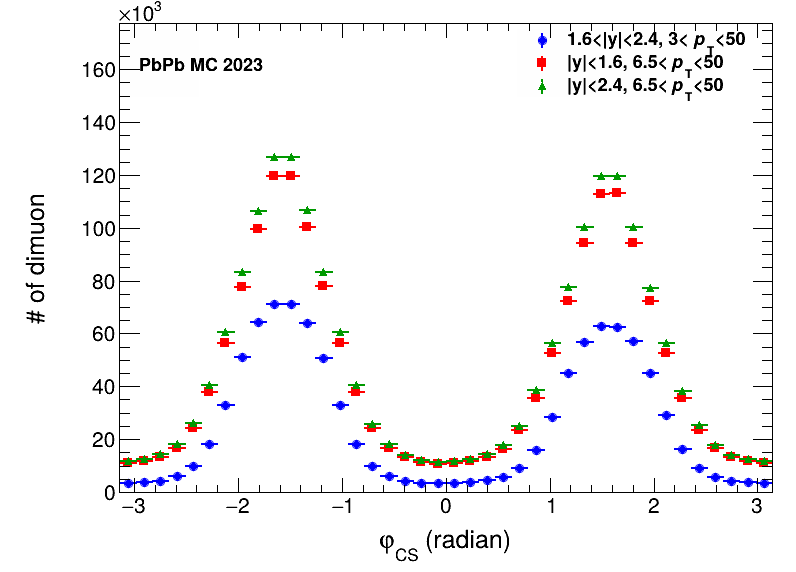 ×10³
1.6<|y|<2.4, 3< p_T<50
PbPb MC 2023
|y|<1.6, 6.5< p_T<50
|y|<2.4, 6.5< p_T<50
160
140
120
100
80
60
40
20
0
# of dimuon
−3 −2 −1 0 1 2 3
φ_CS (radian)